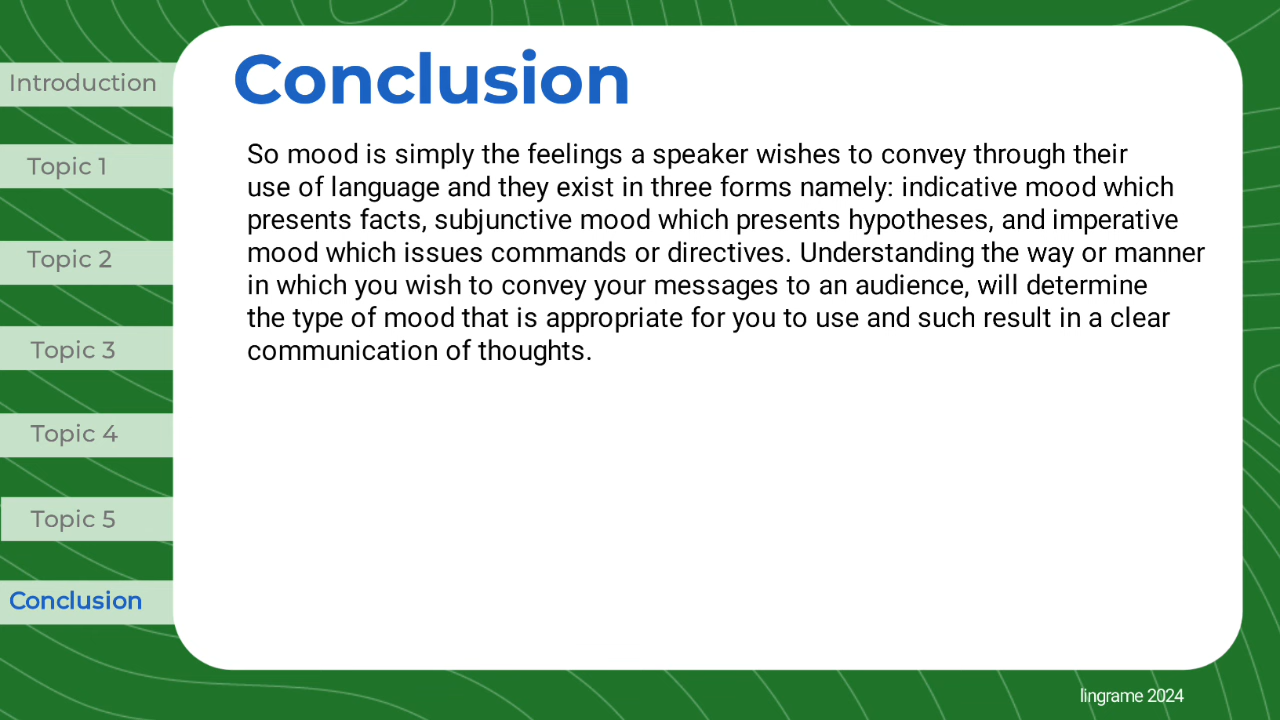 Conclusion
Introduction
Topic 1
Topic 2
Topic 3
Topic 4
Topic 5
Conclusion
So mood is simply the feelings a speaker wishes to convey through their
use of language and they exist in three forms namely: indicative mood which
presents facts, subjunctive mood which presents hypotheses, and imperative
mood which issues commands or directives. Understanding the way or manner
in which you wish to convey your messages to an audience, will determine
the type of mood that is appropriate for you to use and such result in a clear
communication of thoughts.
lingrame 2024